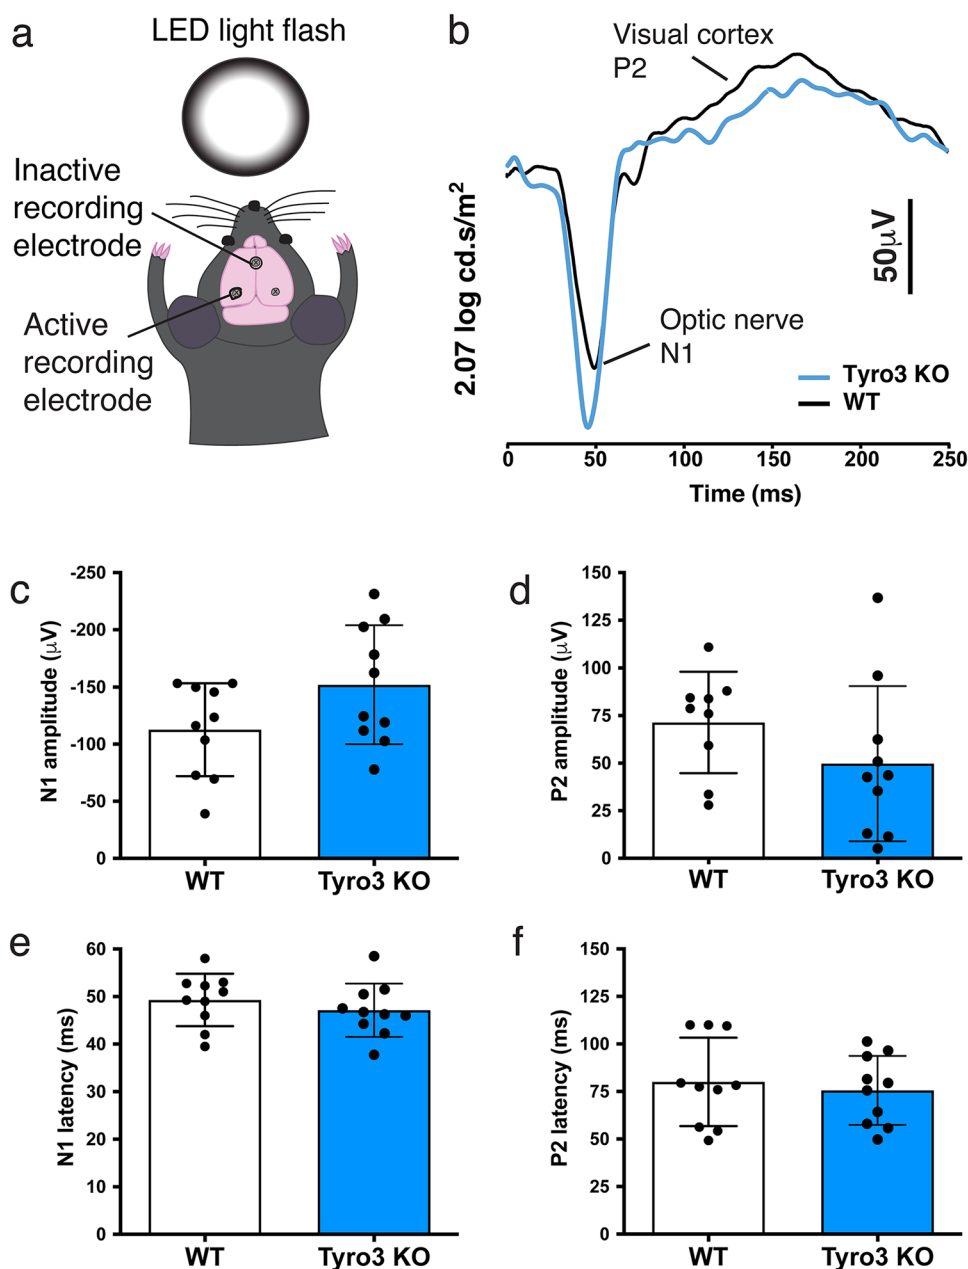 a
LED light flash
Inactive
recording
electrode
Active
recording
electrode
b
Visual cortex
P2
2.07 log cd.s/m²
50µV
Optic nerve
N1
Tyro3 KO
WT
0 50 100 150 200 250
Time (ms)
c
N1 amplitude (µV)
-250
-200
-150
-100
-50
0
WT Tyro3 KO
d
P2 amplitude (µV)
150
125
100
75
50
25
0
WT Tyro3 KO
e
N1 latency (ms)
60
50
40
30
20
10
0
WT Tyro3 KO
f
P2 latency (ms)
150
125
100
75
50
25
0
WT Tyro3 KO